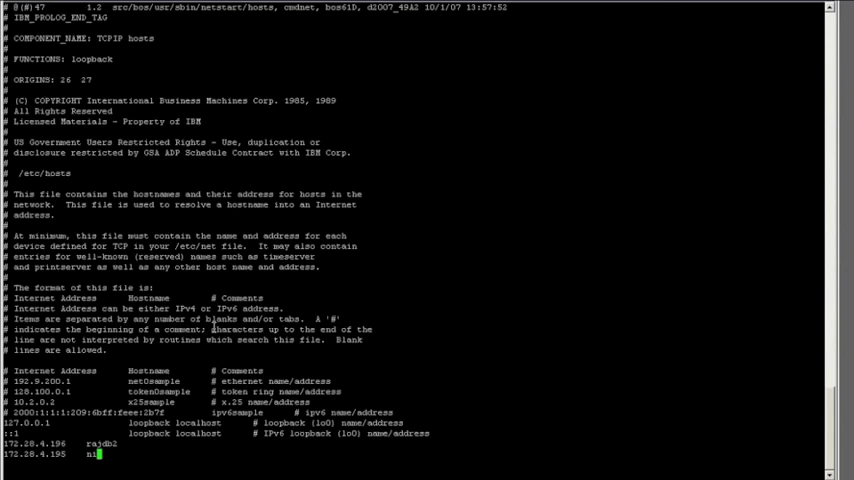 # @(#)47     1.2  src/bos/usr/sbin/netstart/hosts, cmdnet, bos61D, d2007_49A2 10/1/07 13:57:52
# IBM_PROLOG_END_TAG
#
# COMPONENT_NAME: TCPIP hosts
#
# FUNCTIONS: loopback
#
# ORIGINS: 26  27
#
# (C) COPYRIGHT International Business Machines Corp. 1985, 1989
# All Rights Reserved
# Licensed Materials - Property of IBM
#
# US Government Users Restricted Rights - Use, duplication or
# disclosure restricted by GSA ADP Schedule Contract with IBM Corp.
#
#  /etc/hosts
#
# This file contains the hostnames and their address for hosts in the
# network.  This file is used to resolve a hostname into an Internet
# address.
#
# At minimum, this file must contain the name and address for each
# device defined for TCP in your /etc/net file.  It may also contain
# entries for well-known (reserved) names such as timeserver
# and printserver as well as any other host name and address.
#
# The format of this file is:
# Internet Address     Hostname        # Comments
# Internet Address can be either IPv4 or IPv6 address.
# Items are separated by any number of blanks and/or tabs.  A '#'
# indicates the beginning of a comment; characters up to the end of the
# line are not interpreted by routines which search this file.  Blank
# lines are allowed.

# Internet Address     Hostname        # Comments
# 192.9.200.1          net0sample      # ethernet name/address
# 128.100.0.1          token0sample    # token ring name/address
# 10.2.0.2             x25sample       # x.25 name/address
# 2000:1:1:1:209:6bff:feee:2b7f        ipv6sample      # ipv6 name/address
127.0.0.1              loopback localhost      # loopback (lo0) name/address
::1                    loopback localhost      # IPv6 loopback (lo0) name/address
172.28.4.196    rajdb2
172.28.4.195    ni